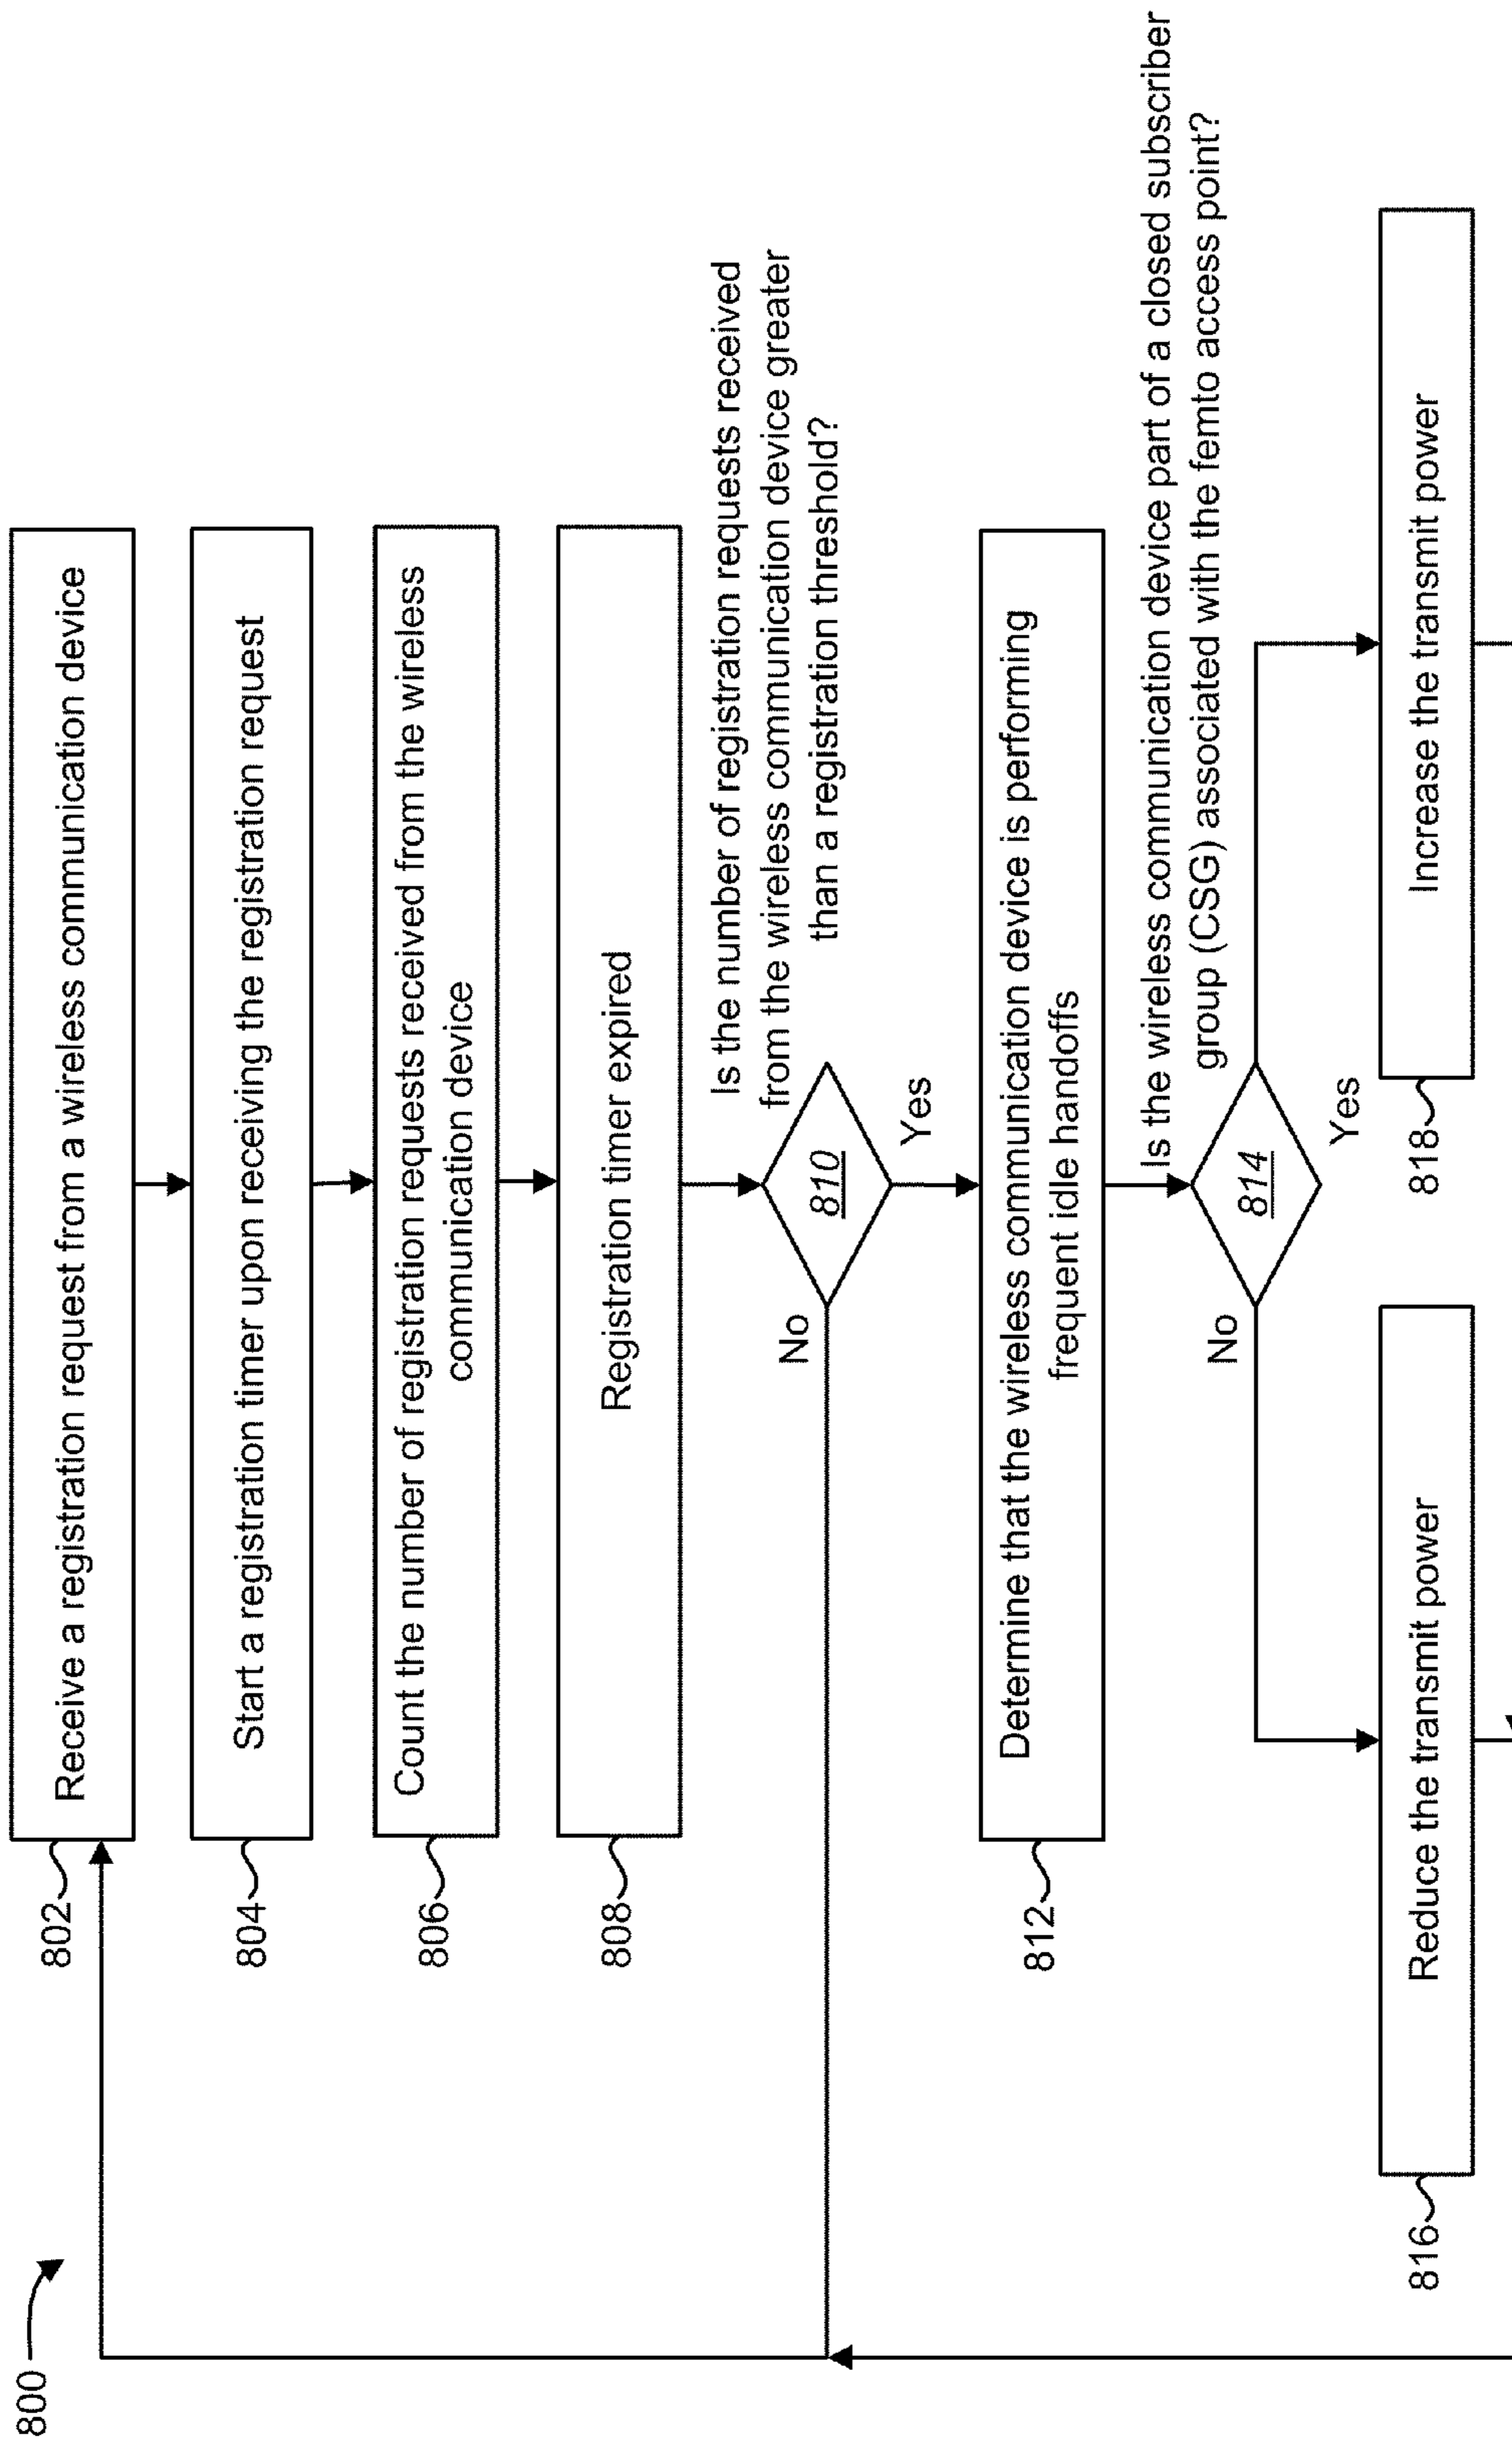 800
802
Receive a registration request from a wireless communication device
804
Start a registration timer upon receiving the registration request
806
Count the number of registration requests received from the wireless
communication device
808
Registration timer expired
Is the number of registration requests received
from the wireless communication device greater
than a registration threshold?
810
No
Yes
812
Determine that the wireless communication device is performing
frequent idle handoffs
Is the wireless communication device part of a closed subscriber
group (CSG) associated with the femto access point?
814
No
Yes
816
Reduce the transmit power
818
Increase the transmit power